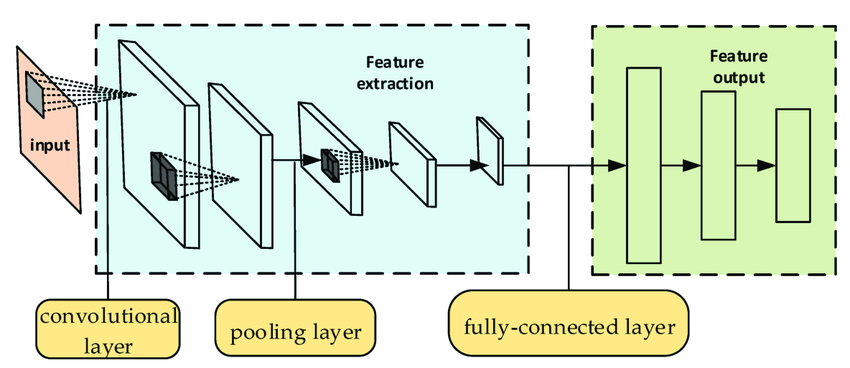 Feature
extraction
Feature
output
input
convolutional
layer
pooling layer
fully-connected layer